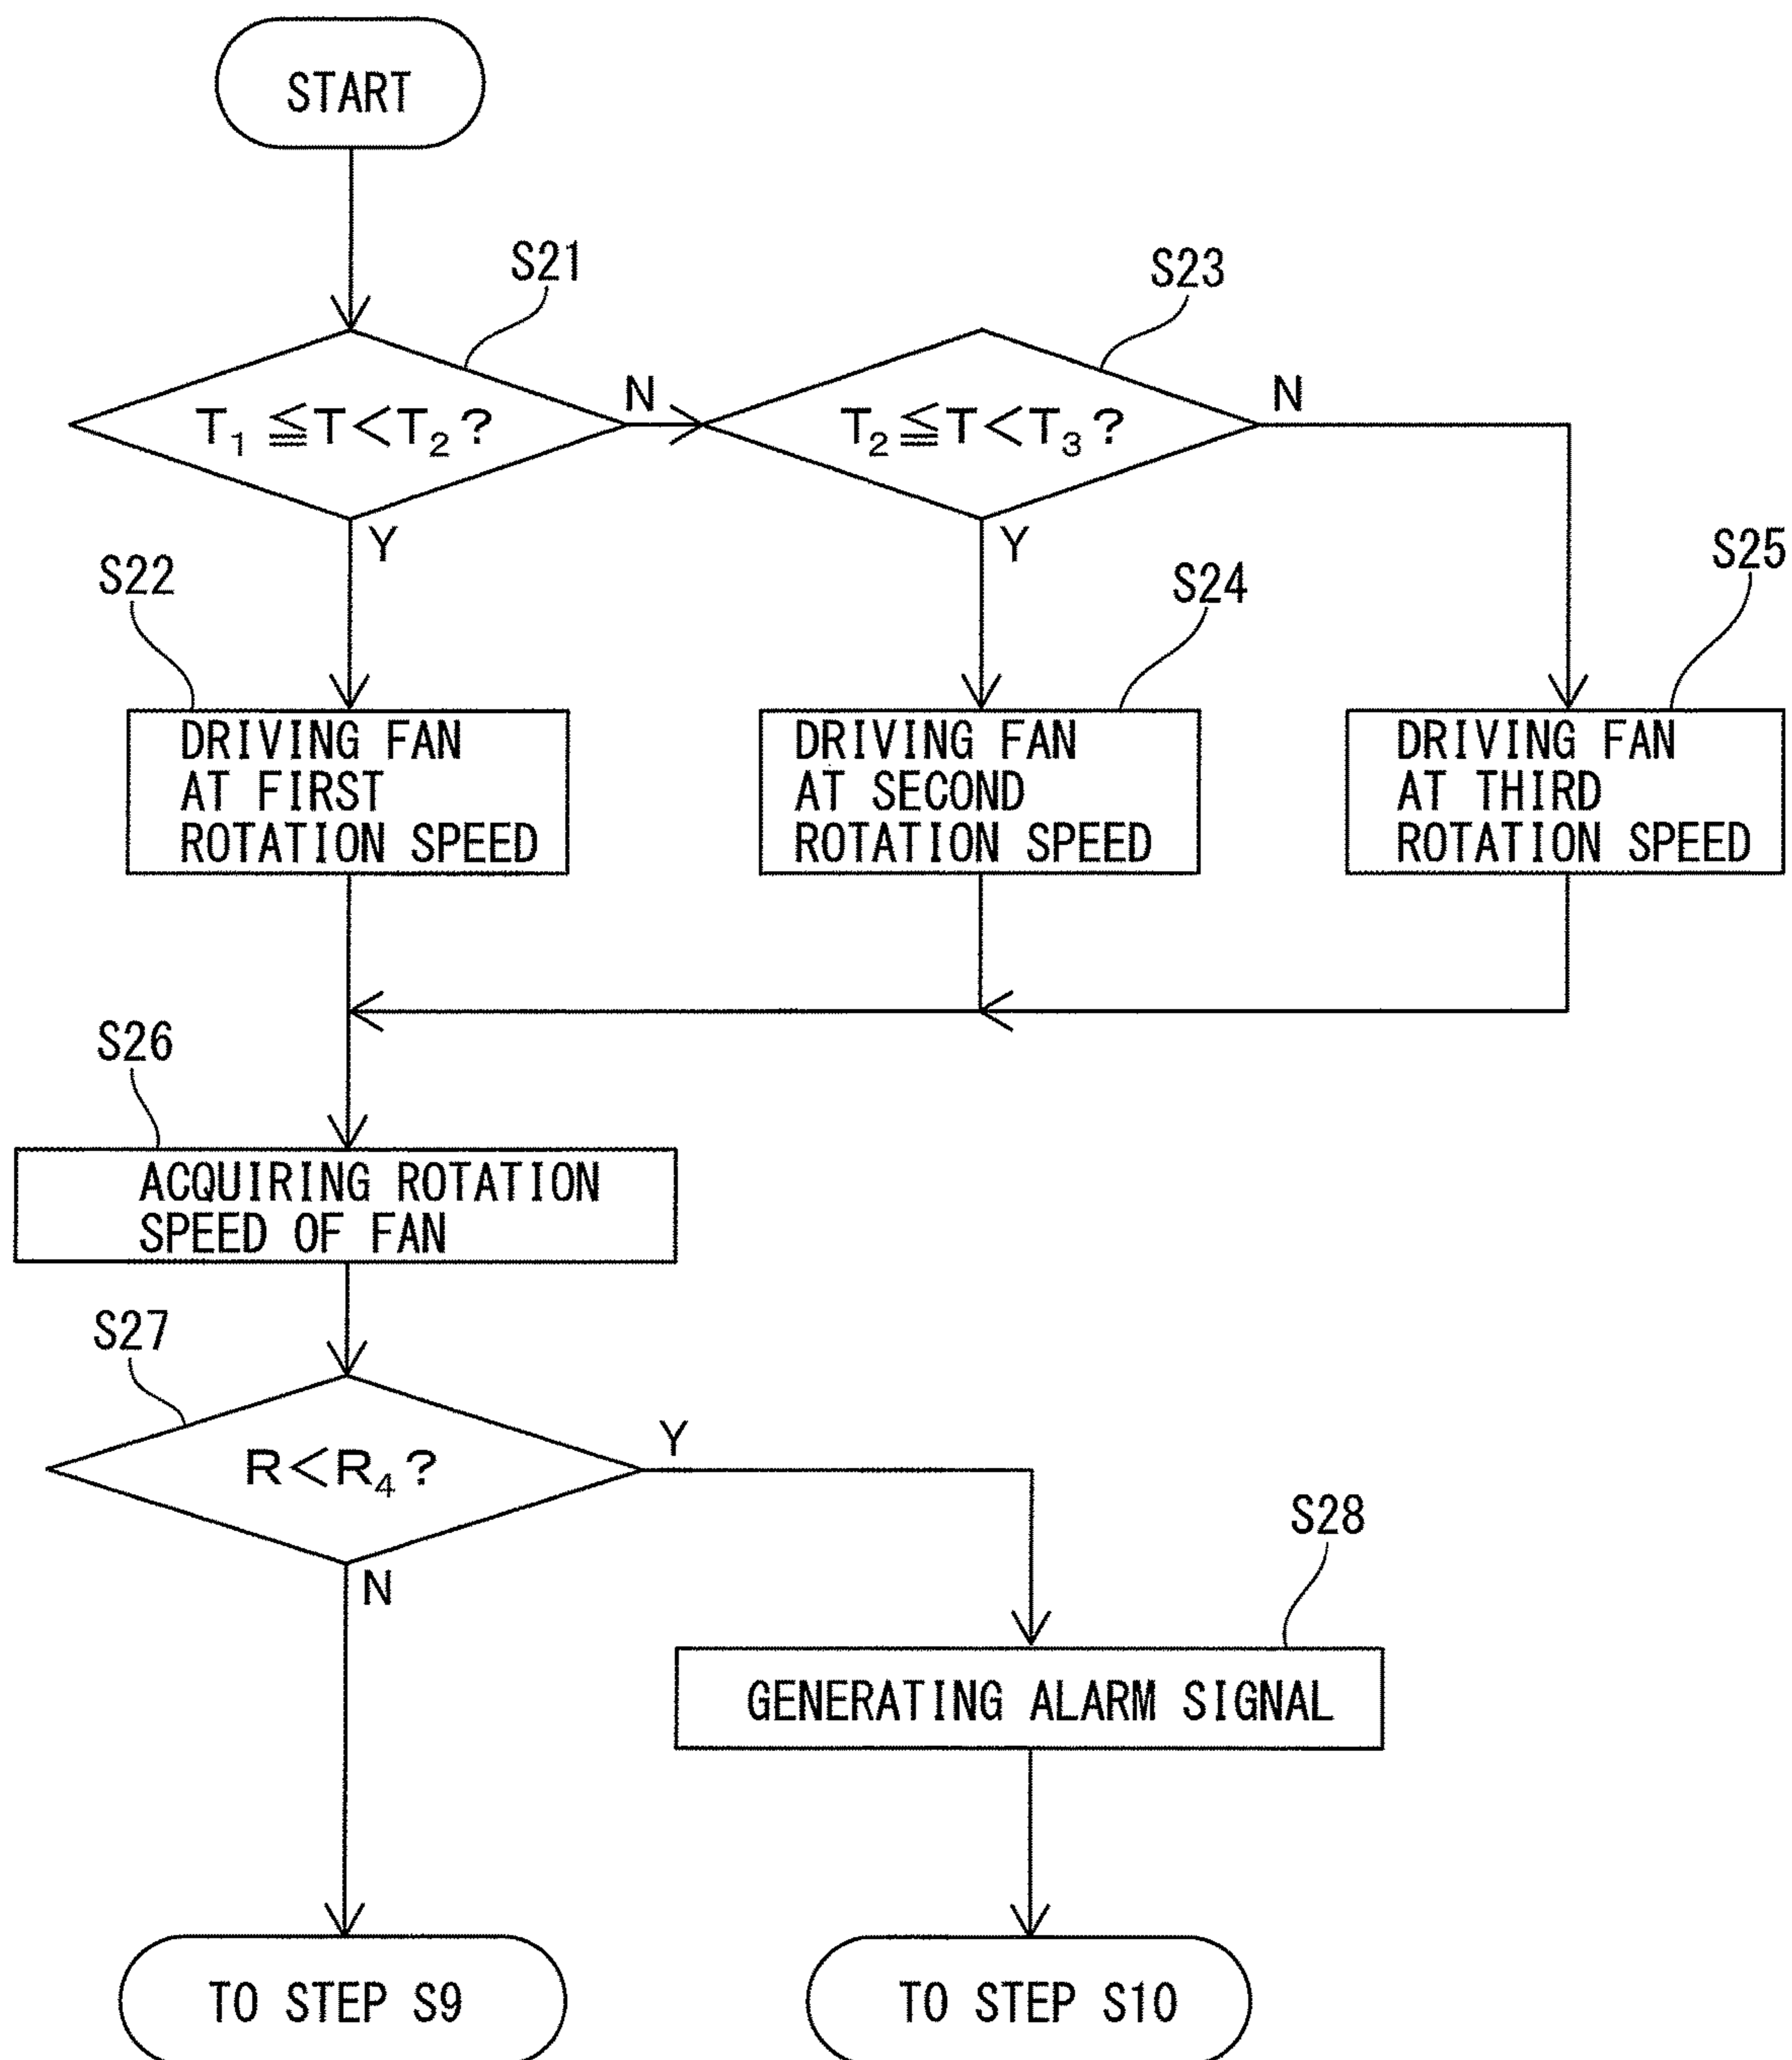 START
S21
S23
T₁≦T<T₂?
N
T₂≦T<T₃?
N
Y
Y
S22
S24
S25
DRIVING FAN
AT FIRST
ROTATION SPEED
DRIVING FAN
AT SECOND
ROTATION SPEED
DRIVING FAN
AT THIRD
ROTATION SPEED
S26
ACQUIRING ROTATION
SPEED OF FAN
S27
R<R₄?
Y
N
S28
GENERATING ALARM SIGNAL
TO STEP S9
TO STEP S10